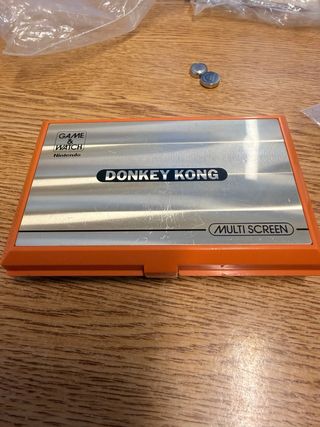 GAME
&
WATCH
Nintendo
DONKEY KONG
MULTI SCREEN